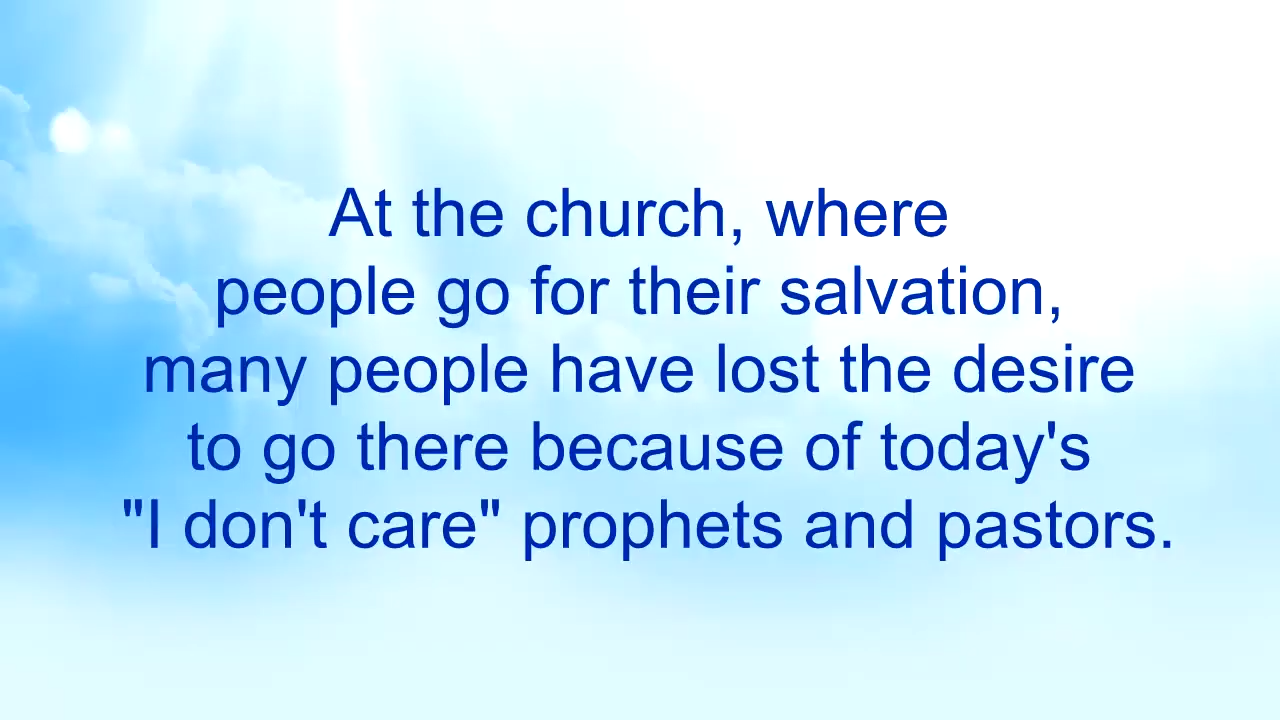 At the church, where
people go for their salvation,
many people have lost the desire
to go there because of today's
"I don't care" prophets and pastors.